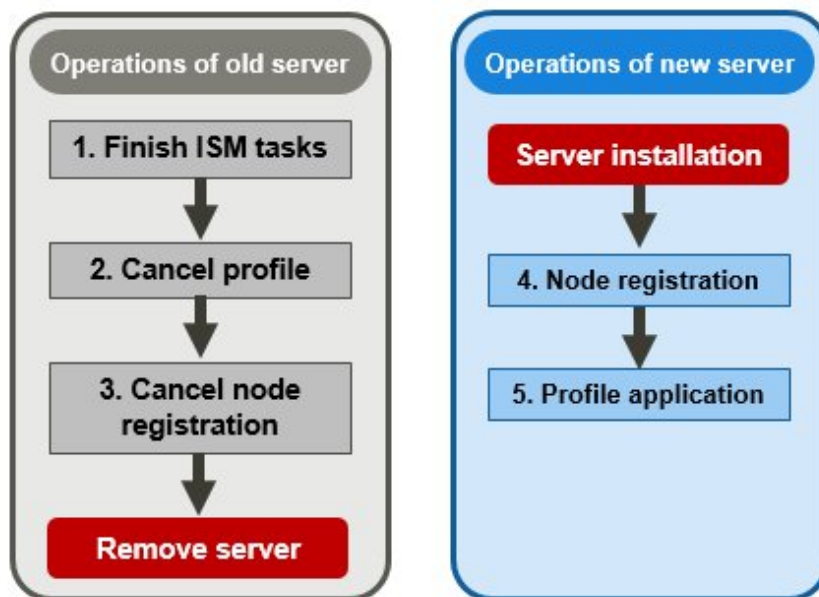 Operations of old server
1. Finish ISM tasks
2. Cancel profile
3. Cancel node
registration
Remove server
Operations of new server
Server installation
4. Node registration
5. Profile application